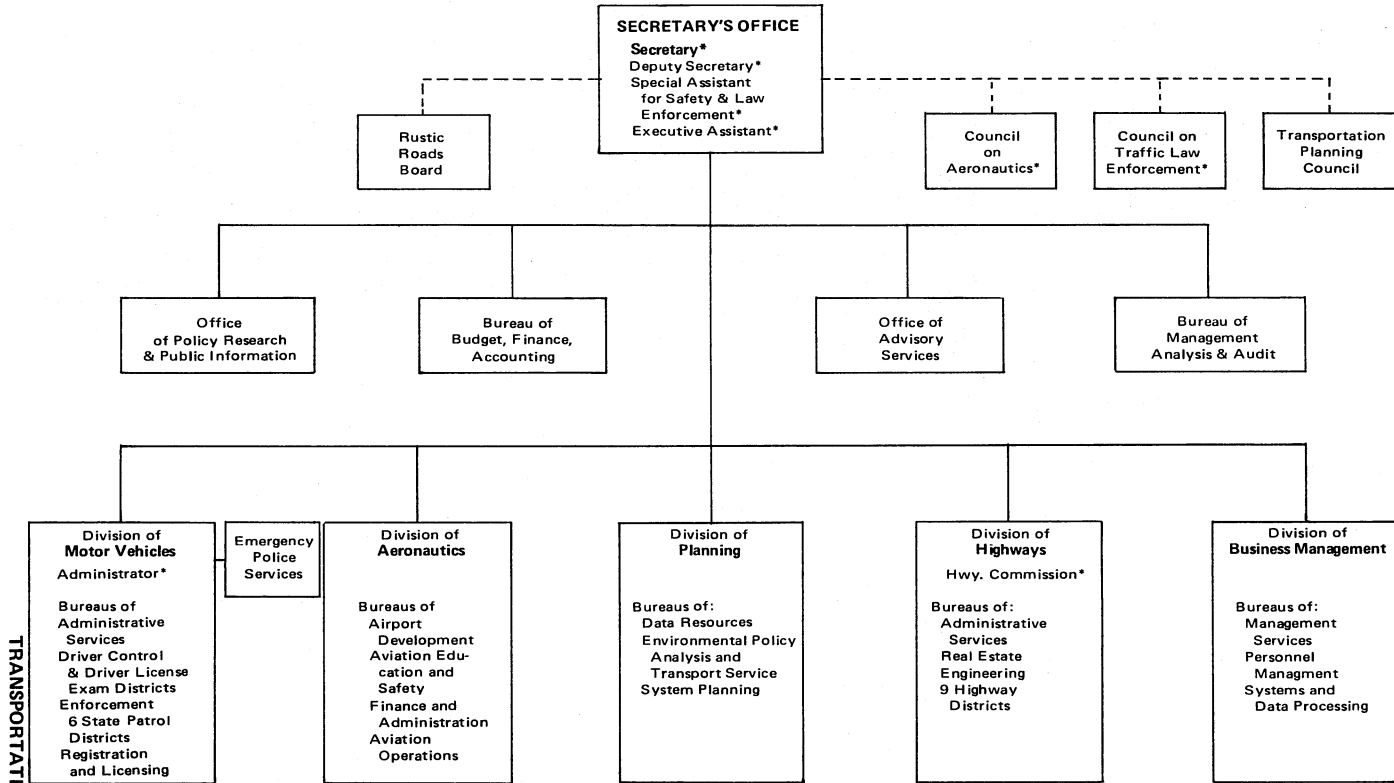 SECRETARY'S OFFICE
Secretary*
Deputy Secretary*
Special Assistant
for Safety & Law
Enforcement*
Executive Assistant*
Rustic
Roads
Board
Council
on
Aeronautics*
Council on
Traffic Law
Enforcement*
Transportation
Planning
Council
Office
of Policy Research
& Public Information
Bureau of
Budget, Finance,
Accounting
Office of
Advisory
Services
Bureau of
Management
Analysis & Audit
Division of
Motor Vehicles
Administrator*
Bureaus of
Administrative
Services
Driver Control
& Driver License
Exam Districts
Enforcement
6 State Patrol
Districts
Registration
and Licensing
Emergency
Police
Services
Division of
Aeronautics
Bureaus of
Airport
Development
Aviation Edu-
cation and
Safety
Finance and
Administration
Aviation
Operations
Division of
Planning
Bureaus of:
Data Resources
Environmental Policy
Analysis and
Transport Service
System Planning
Division of
Highways
Hwy. Commission*
Bureaus of:
Administrative
Services
Real Estate
Engineering
9 Highway
Districts
Division of
Business Management
Bureaus of:
Management
Services
Personnel
Managment
Systems and
Data Processing
TRANSPORTATI